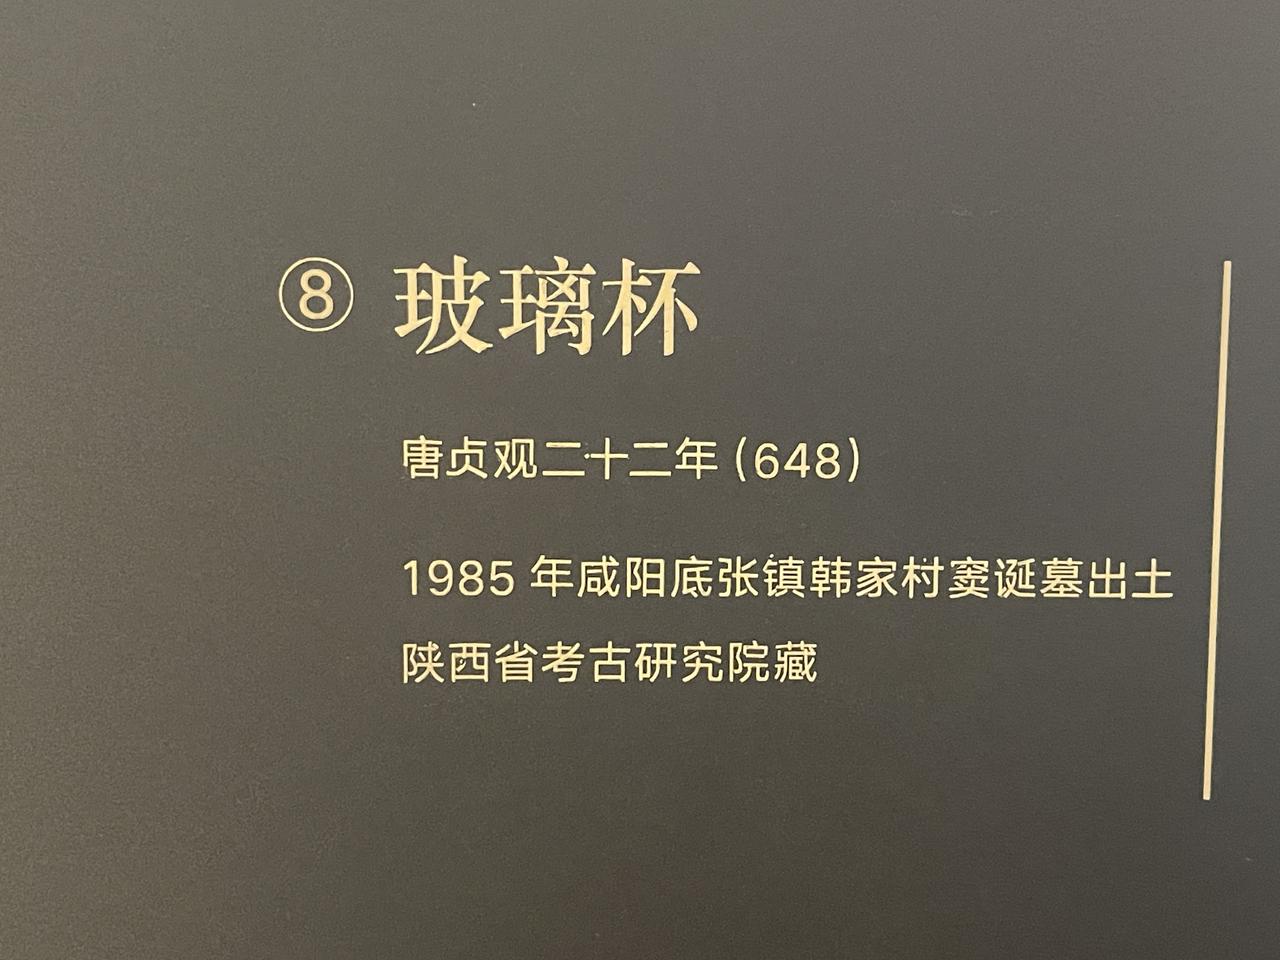 ⑧ 玻璃杯
唐贞观二十二年(648)
1985 年咸阳底张镇韩家村窦诞墓出土
陕西省考古研究院藏